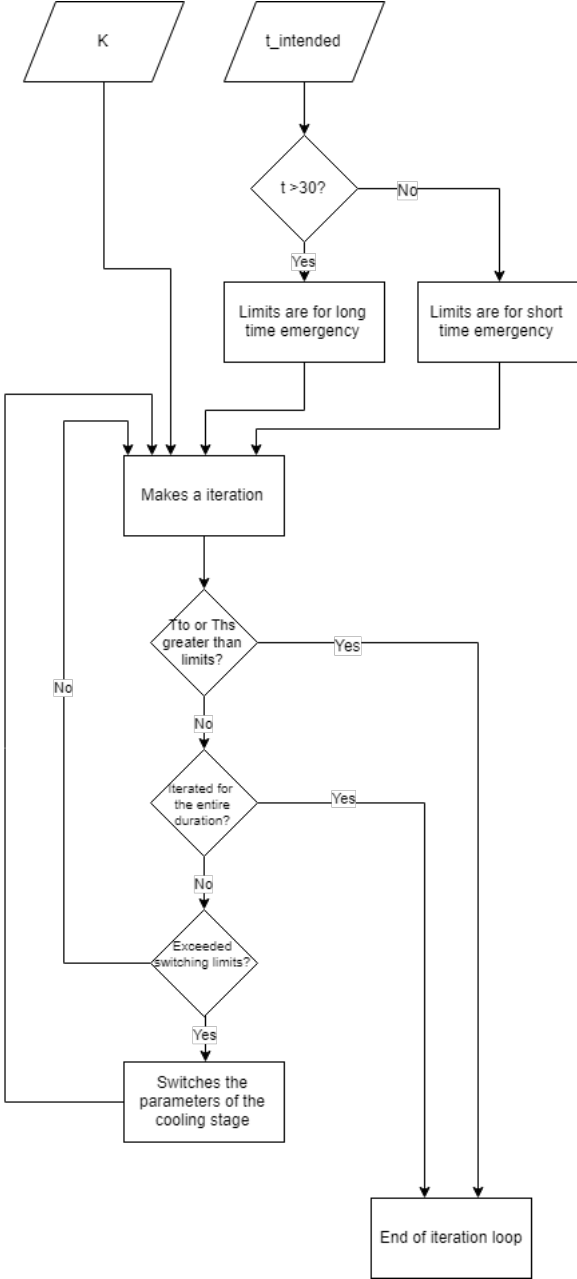 K
t_intended
t >30?
No
Yes
Limits are for long
time emergency
Limits are for short
time emergency
Makes a iteration
Tto or Ths
greater than
limits?
Yes
No
No
Iterated for
the entire
duration?
Yes
No
Exceeded
switching limits?
Yes
Switches the
parameters of the
cooling stage
End of iteration loop